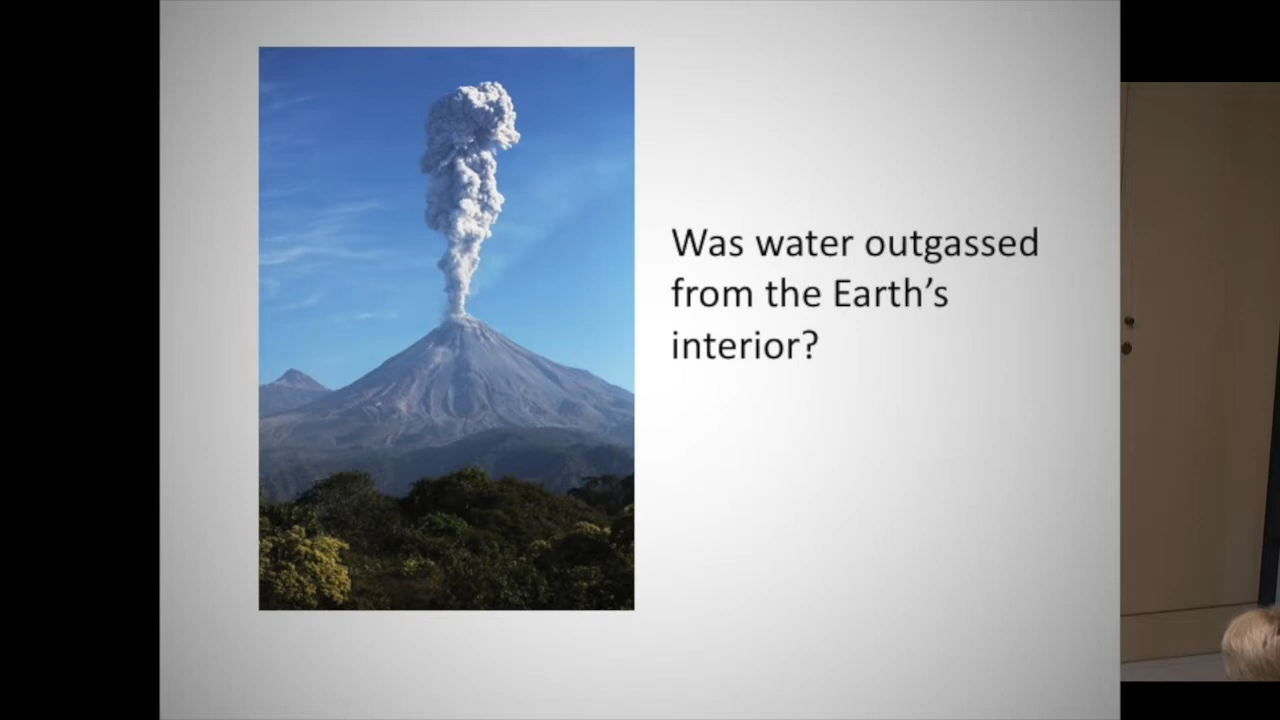 Was water outgassed
from the Earth’s
interior?